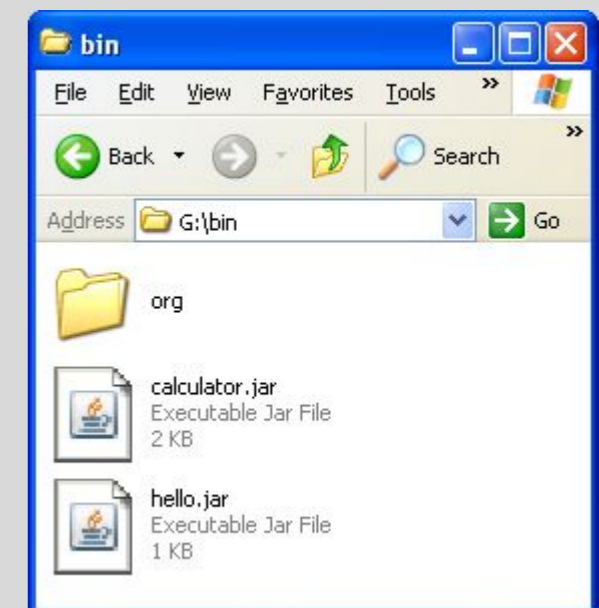 bin
File Edit View Favorites Tools »
Back Search »
Address G:\bin Go
org
calculator.jar
Executable Jar File
2 KB
hello.jar
Executable Jar File
1 KB